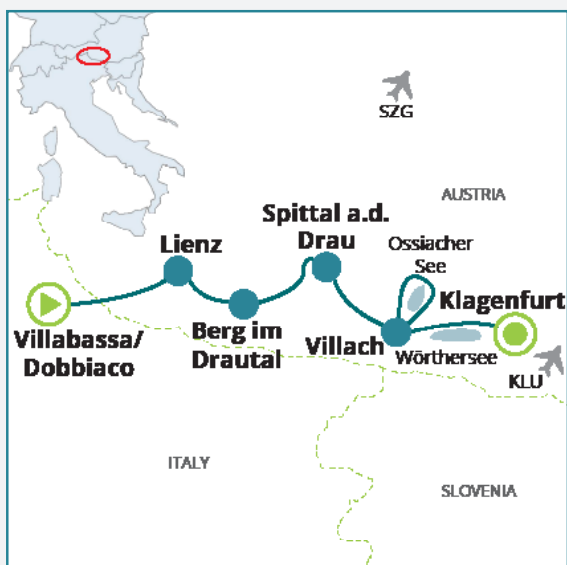 SZG
AUSTRIA
Spittal a.d.
Drau
Ossiacher
See
Lienz
Klagenfurt
Villabassa/
Dobbiaco
Berg im
Drautal
Villach
Wörthersee
KLU
ITALY
SLOVENIA